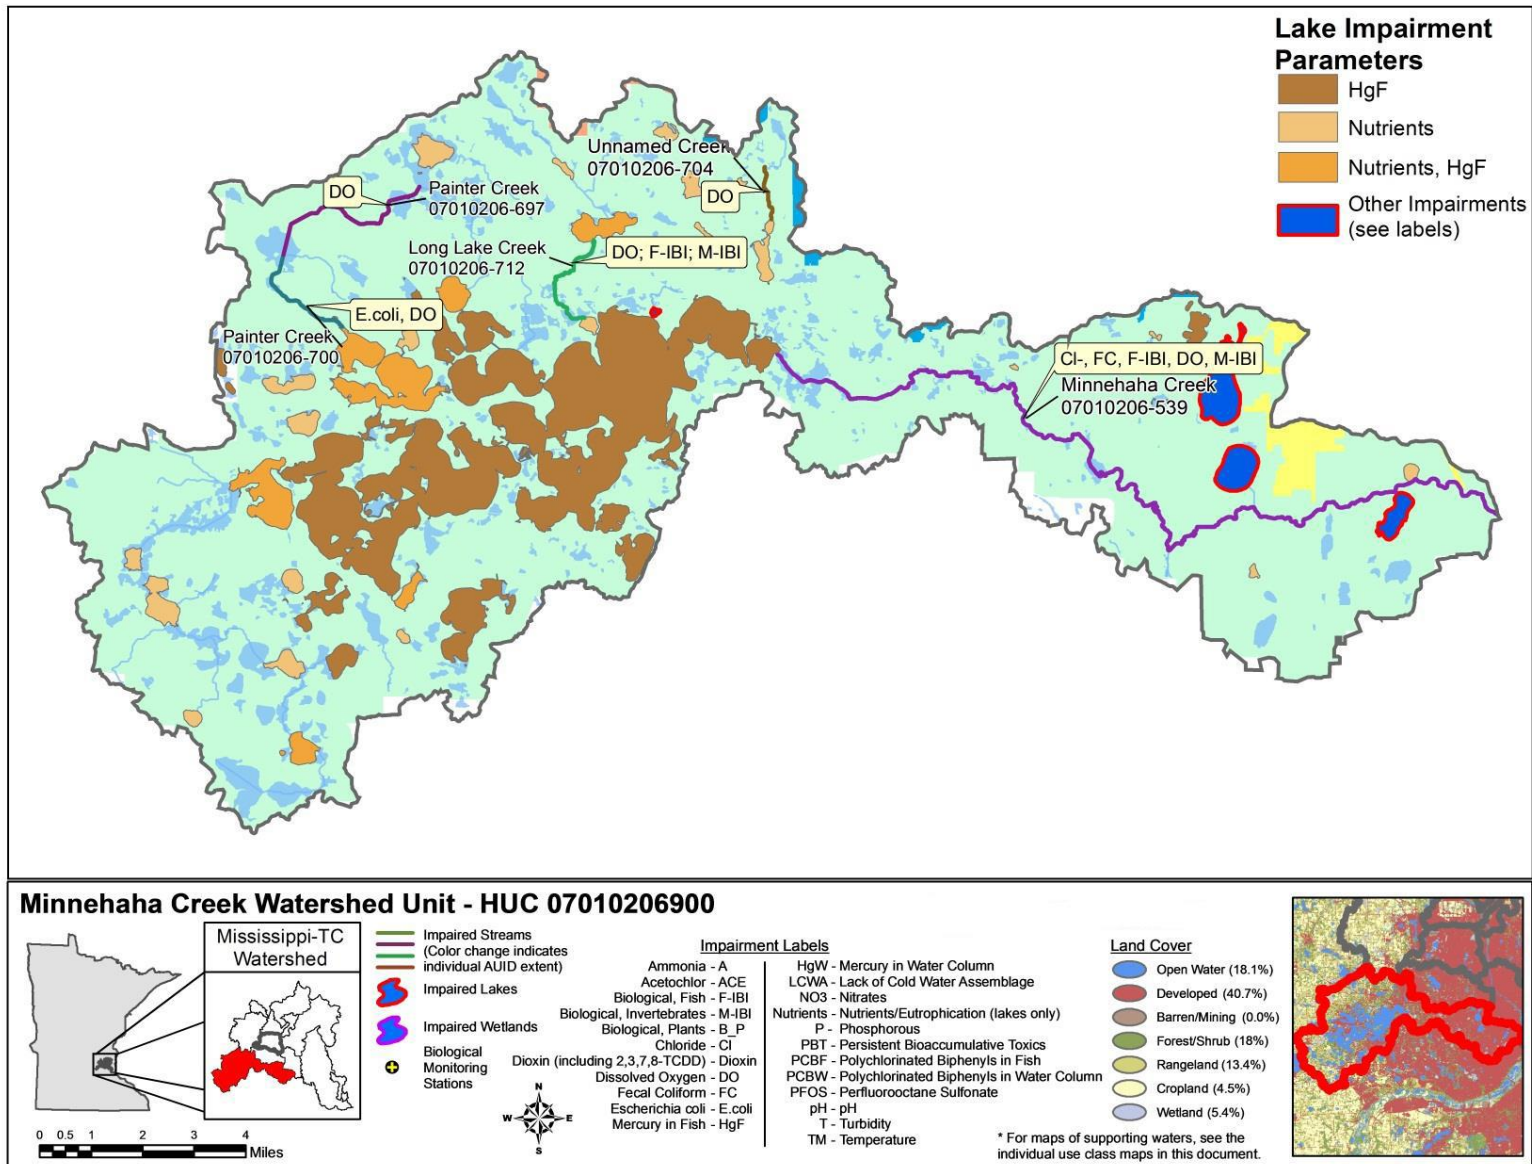 Lake Impairment
Parameters
HgF
Nutrients
Nutrients, HgF
Other Impairments
(see labels)
Unnamed Creek
07010206-704
DO
DO
Painter Creek
07010206-697
Long Lake Creek
07010206-712
DO; F-IBI; M-IBI
E.coli, DO
Painter Creek
07010206-700
Cl-, FC, F-IBI, DO, M-IBI
Minnehaha Creek
07010206-539
Minnehaha Creek Watershed Unit - HUC 07010206900
Mississippi-TC
Watershed
0 0.5 1 2 3 4
Miles
Impaired Streams
(Color change indicates
individual AUID extent)
Impaired Lakes
Impaired Wetlands
Biological
Monitoring
Stations
N
W E
S
Impairment Labels
Ammonia - A
Acetochlor - ACE
Biological, Fish - F-IBI
Biological, Invertebrates - M-IBI
Biological, Plants - B_P
Chloride - Cl
Dioxin (including 2,3,7,8-TCDD) - Dioxin
Dissolved Oxygen - DO
Fecal Coliform - FC
Escherichia coli - E.coli
Mercury in Fish - HgF
HgW - Mercury in Water Column
LCWA - Lack of Cold Water Assemblage
NO3 - Nitrates
Nutrients - Nutrients/Eutrophication (lakes only)
P - Phosphorous
PBT - Persistent Bioaccumulative Toxics
PCBF - Polychlorinated Biphenyls in Fish
PCBW - Polychlorinated Biphenyls in Water Column
PFOS - Perfluorooctane Sulfonate
pH - pH
T - Turbidity
TM - Temperature
Land Cover
Open Water (18.1%)
Developed (40.7%)
Barren/Mining (0.0%)
Forest/Shrub (18%)
Rangeland (13.4%)
Cropland (4.5%)
Wetland (5.4%)
* For maps of supporting waters, see the
individual use class maps in this document.